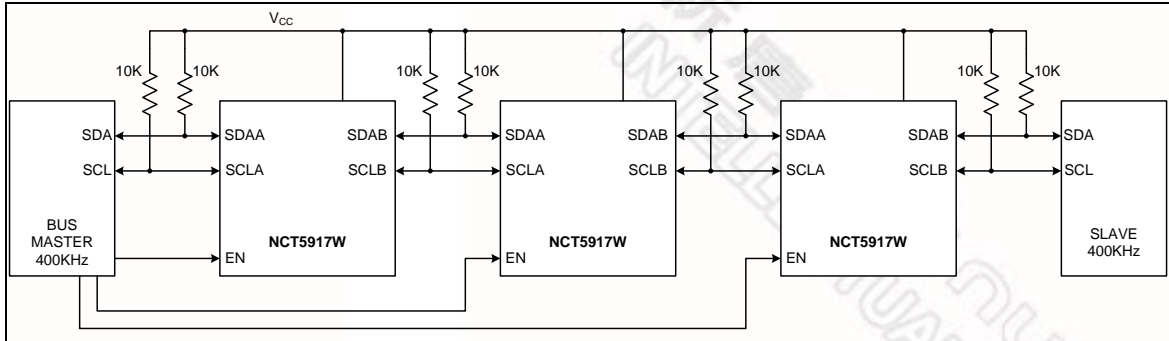 VCC
10K 10K 10K 10K 10K 10K 10K 10K
SDA SDAA SDAB SDAA SDAB SDAA SDAB SDA
SCL SCLA SCLB SCLA SCLB SCLA SCLB SCL
BUS
MASTER
400KHz
EN
NCT5917W
EN
NCT5917W
EN
NCT5917W
SLAVE
400KHz